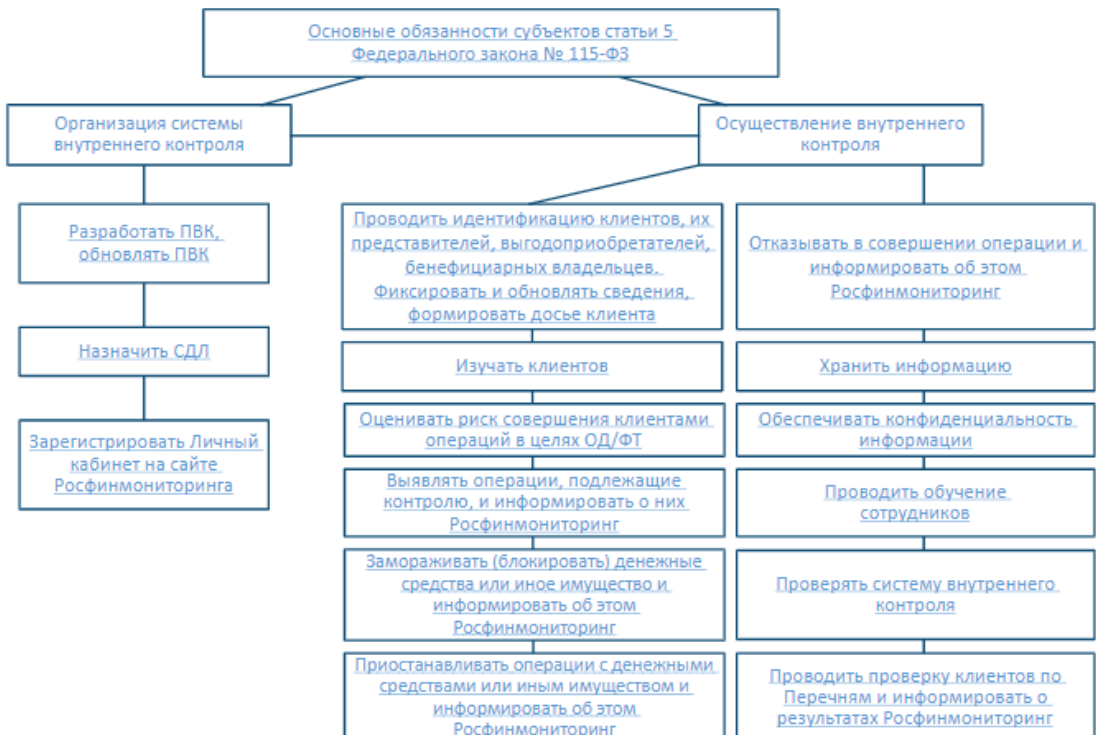 Основные обязанности субъектов статьи 5
Федерального закона № 115-ФЗ
Организация системы
внутреннего контроля
Осуществление внутреннего
контроля
Разработать ПВК,
обновлять ПВК
Назначить СДЛ
Зарегистрировать Личный
кабинет на сайте
Росфинмониторинга
Проводить идентификацию клиентов, их
представителей, выгодоприобретателей,
бенефициарных владельцев.
Фиксировать и обновлять сведения,
формировать досье клиента
Изучать клиентов
Оценивать риск совершения клиентами
операций в целях ОД/ФТ
Выявлять операции, подлежащие
контролю, и информировать о них
Росфинмониторинг
Замораживать (блокировать) денежные
средства или иное имущество и
информировать об этом
Росфинмониторинг
Приостанавливать операции с денежными
средствами или иным имуществом и
информировать об этом
Росфинмониторинг
Отказывать в совершении операции и
информировать об этом
Росфинмониторинг
Хранить информацию
Обеспечивать конфиденциальность
информации
Проводить обучение
сотрудников
Проверять систему внутреннего
контроля
Проводить проверку клиентов по
Перечням и информировать о
результатах Росфинмониторинг